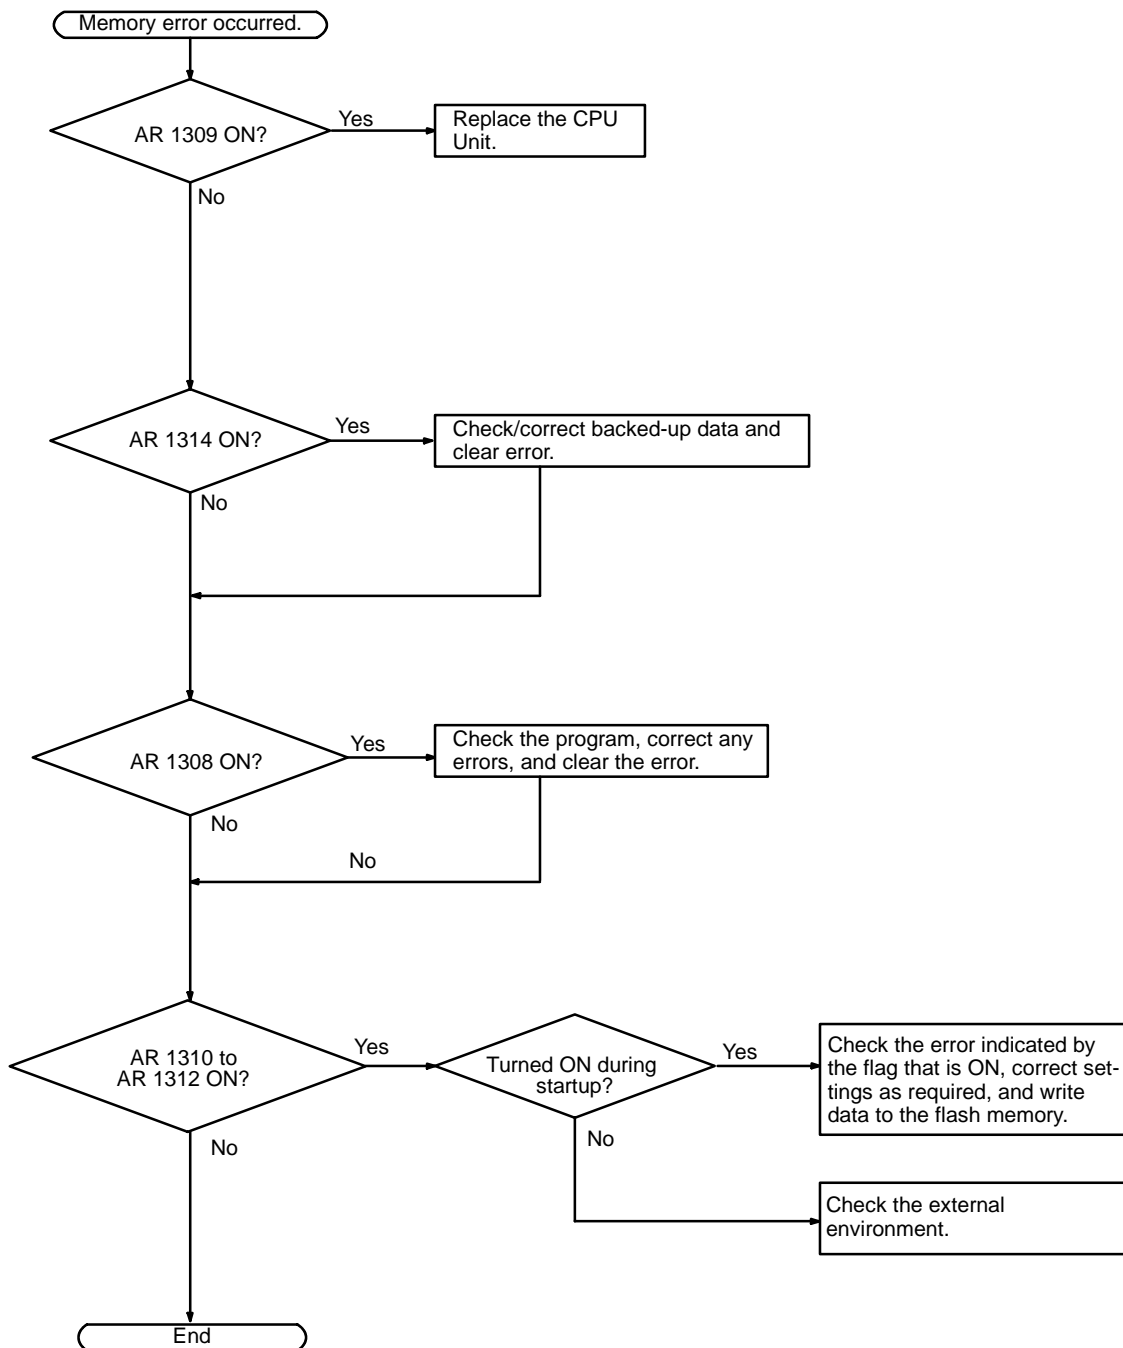 Memory error occurred.
AR 1309 ON?
Yes
Replace the CPU
Unit.
No
AR 1314 ON?
Yes
Check/correct backed-up data and
clear error.
No
AR 1308 ON?
Yes
Check the program, correct any
errors, and clear the error.
No
No
AR 1310 to
AR 1312 ON?
Yes
Turned ON during
startup?
Yes
Check the error indicated by
the flag that is ON, correct set-
tings as required, and write
data to the flash memory.
No
No
Check the external
environment.
End